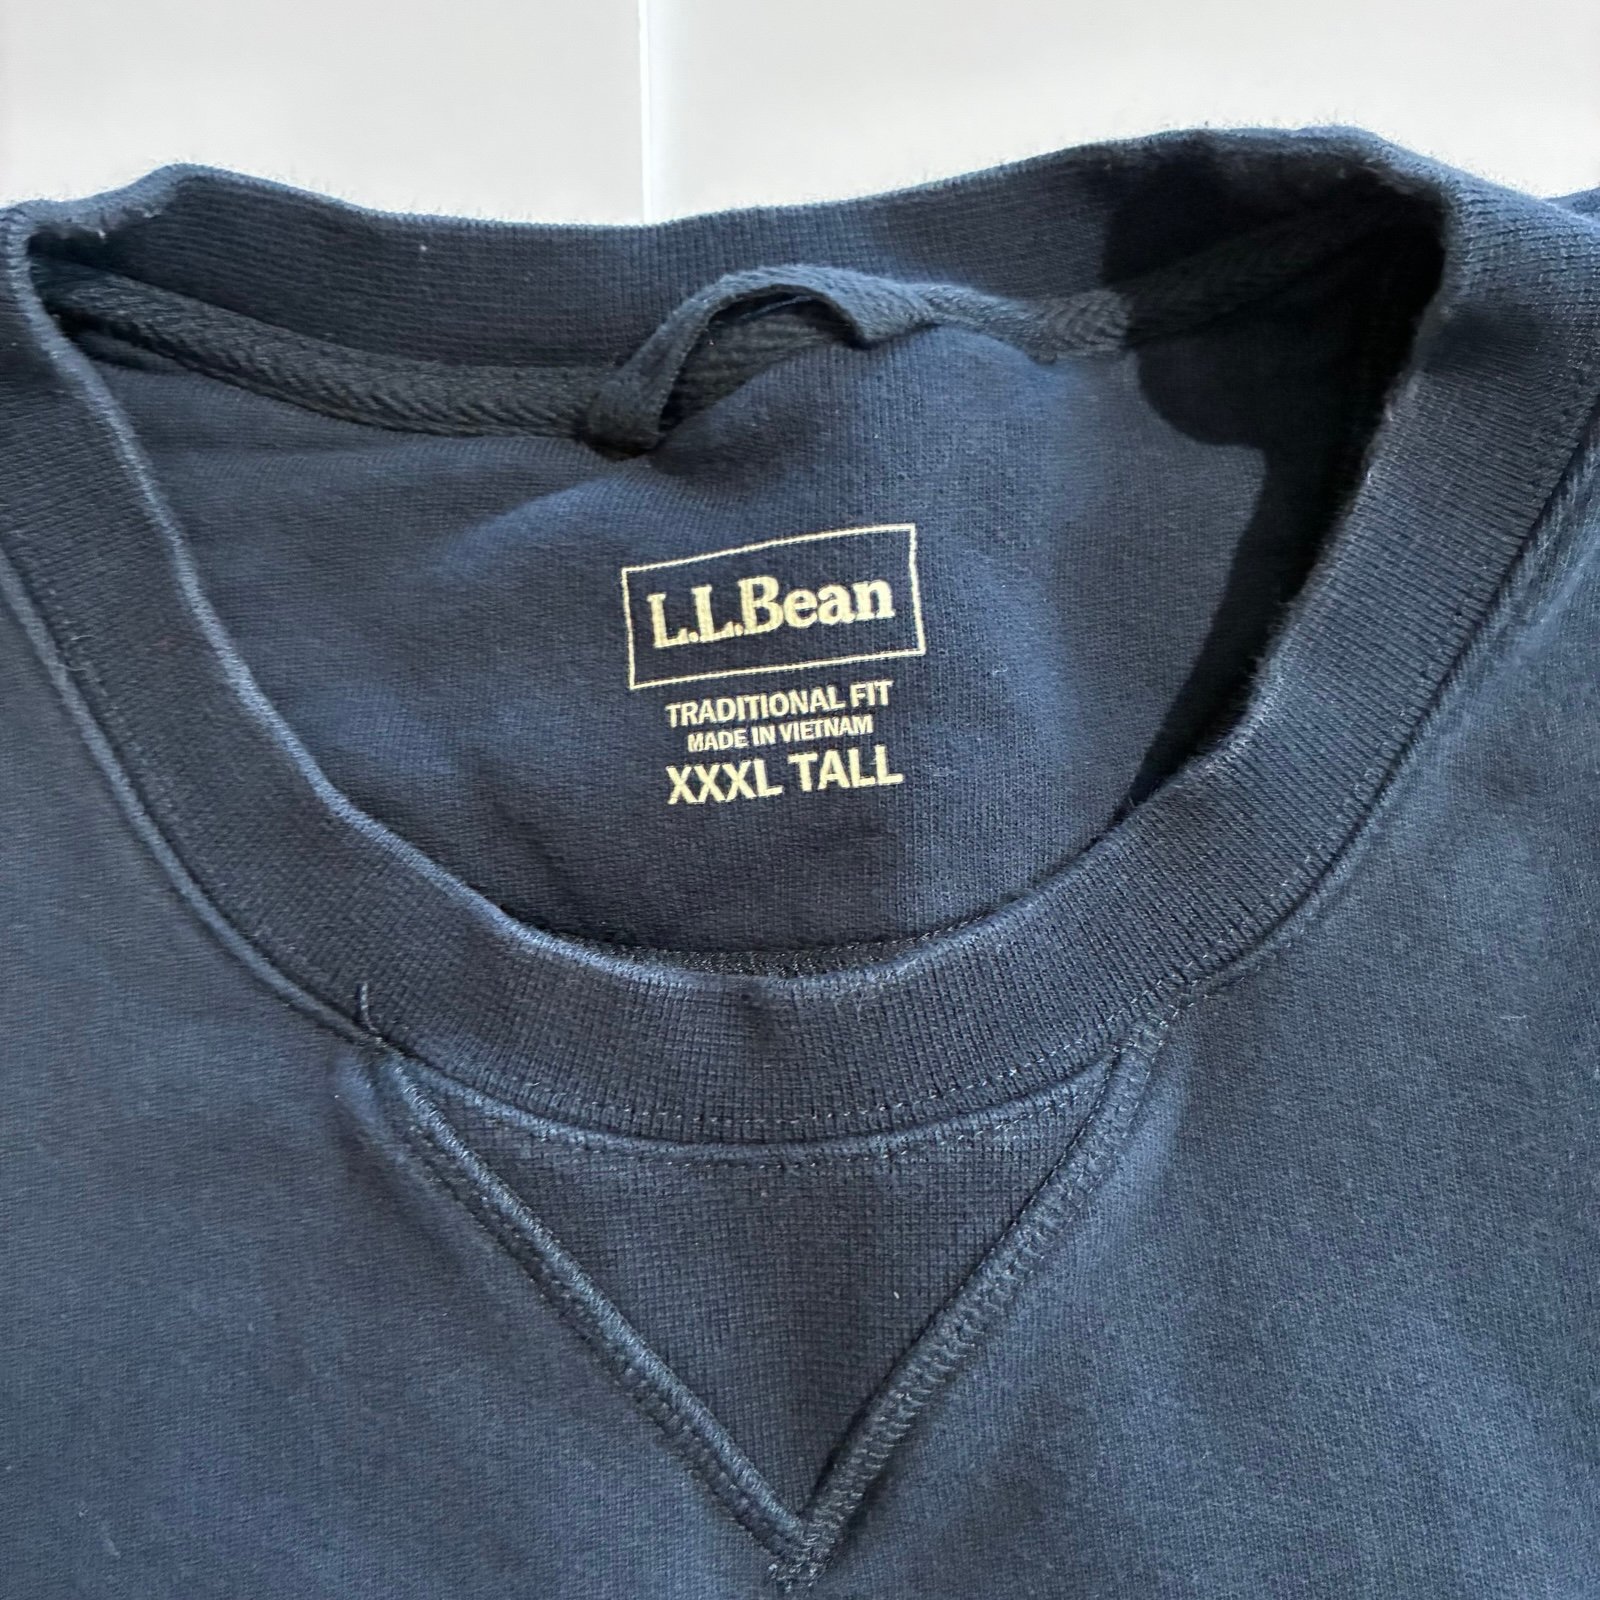 L.L.Bean
TRADITIONAL FIT
MADE IN VIETNAM
XXXL TALL